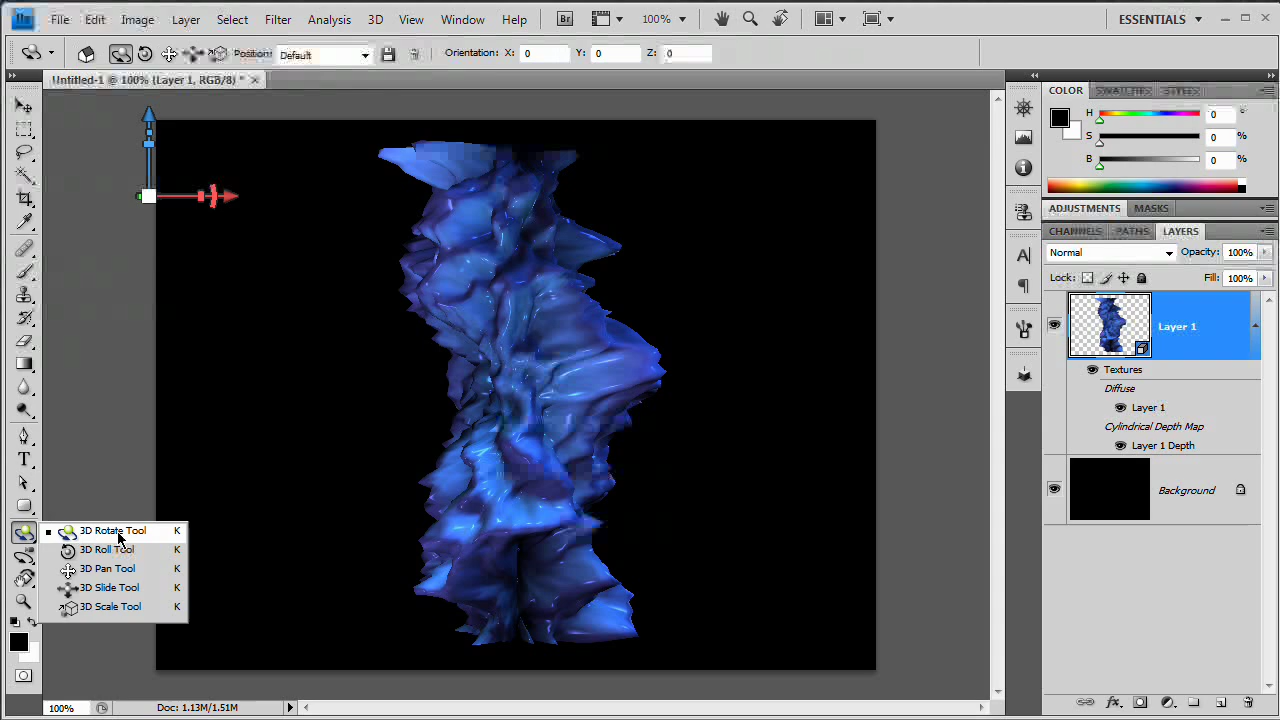 File Edit Image Layer Select Filter Analysis 3D View Window Help Br 100% ESSENTIALS
Position: Default Orientation: X: 0 Y: 0 Z: 0
Untitled-1 @ 100% (Layer 1, RGB/8) *
COLOR SWATCHES STYLES
H 0
S 0 %
B 0 %
ADJUSTMENTS MASKS
CHANNELS PATHS LAYERS
Normal Opacity: 100%
Lock: Fill: 100%
Layer 1
Textures
Diffuse
Layer 1
Cylindrical Depth Map
Layer 1 Depth
Background
3D Rotate Tool K
3D Roll Tool K
3D Pan Tool K
3D Slide Tool K
3D Scale Tool K
100% Doc: 1.13M/1.51M